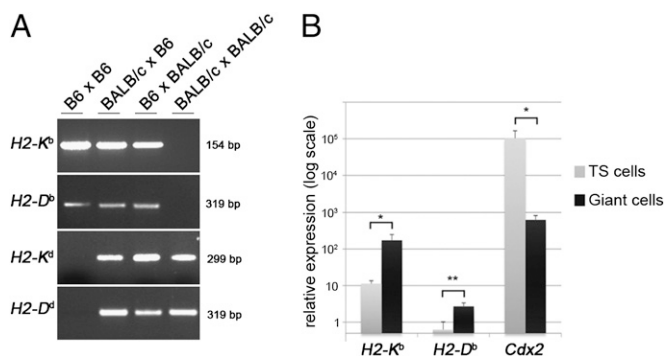 A
B6 x B6
BALB/c x B6
B6 x BALB/c
BALB/c x BALB/c
H2-Kᵇ 154 bp
H2-Dᵇ 319 bp
H2-Kᵈ 299 bp
H2-Dᵈ 319 bp
B
relative expression (log scale)
10⁵
10⁴
10³
10²
10
1
*
**
*
H2-Kᵇ H2-Dᵇ Cdx2
TS cells
Giant cells